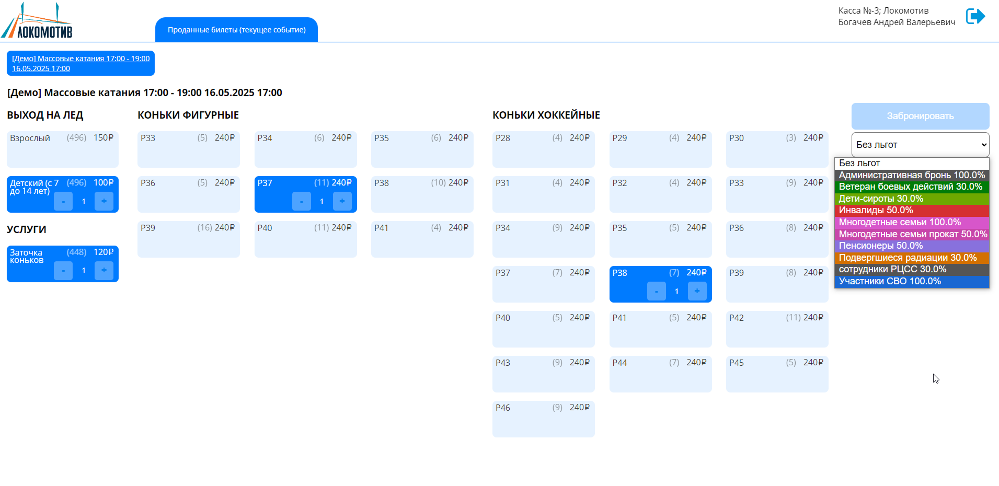 ЛОКОМОТИВ
Проданные билеты (текущее событие)
Касса №-3; Локомотив
Богачев Андрей Валерьевич
[Демо] Массовые катания 17:00 - 19:00
16.05.2025 17:00
[Демо] Массовые катания 17:00 - 19:00 16.05.2025 17:00
ВЫХОД НА ЛЕД
Взрослый (496) 150₽
Детский (с 7 до 14 лет) (496) 100₽
- 1 +
УСЛУГИ
Заточка коньков (448) 120₽
- 1 +
КОНЬКИ ФИГУРНЫЕ
Р33 (5) 240₽
Р34 (6) 240₽
Р35 (6) 240₽
Р36 (5) 240₽
Р37 (11) 240₽
- 1 +
Р38 (10) 240₽
Р39 (16) 240₽
Р40 (11) 240₽
Р41 (4) 240₽
КОНЬКИ ХОККЕЙНЫЕ
Р28 (4) 240₽
Р29 (4) 240₽
Р30 (3) 240₽
Р31 (4) 240₽
Р32 (4) 240₽
Р33 (9) 240₽
Р34 (9) 240₽
Р35 (5) 240₽
Р36 (8) 240₽
Р37 (7) 240₽
Р38 (7) 240₽
- 1 +
Р39 (8) 240₽
Р40 (5) 240₽
Р41 (5) 240₽
Р42 (11) 240₽
Р43 (9) 240₽
Р44 (7) 240₽
Р45 (5) 240₽
Р46 (9) 240₽
Забронировать
Без льгот
Без льгот
Административная бронь 100.0%
Ветеран боевых действий 30.0%
Дети-сироты 30.0%
Инвалиды 50.0%
Многодетные семьи 100.0%
Многодетные семьи прокат 50.0%
Пенсионеры 50.0%
Подвергшиеся радиации 30.0%
сотрудники РЦСС 30.0%
Участники СВО 100.0%